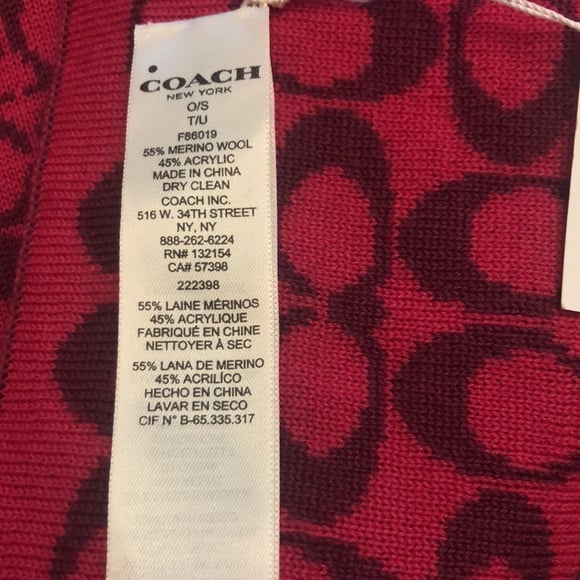 COACH
NEW YORK
O/S
T/U
F86019
55% MERINO WOOL
45% ACRYLIC
MADE IN CHINA
DRY CLEAN
COACH INC.
516 W. 34TH STREET
NY, NY
888-262-6224
RN# 132154
CA# 57398
222398
55% LAINE MÉRINOS
45% ACRYLIQUE
FABRIQUÉ EN CHINE
NETTOYER À SEC
55% LANA DE MERINO
45% ACRILÍCO
HECHO EN CHINA
LAVAR EN SECO
CIF N° B-65.335.317